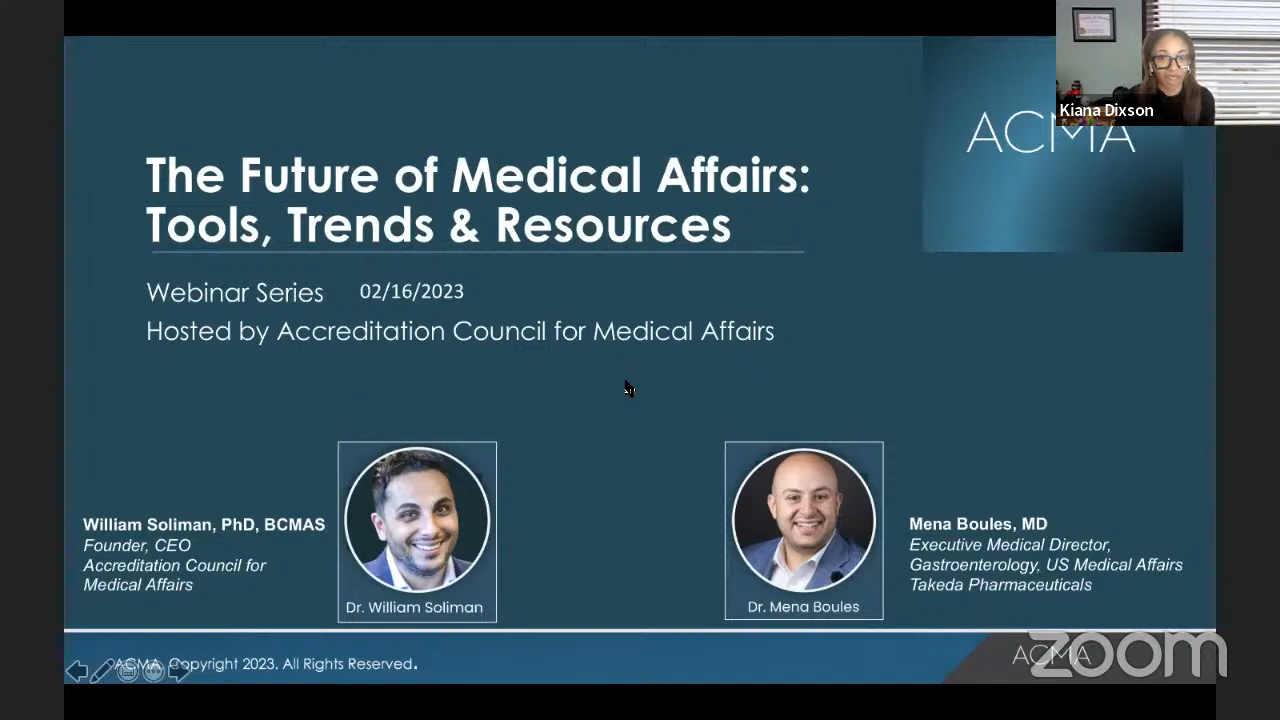 Kiana Dixson
ACMA
The Future of Medical Affairs:
Tools, Trends & Resources
Webinar Series 02/16/2023
Hosted by Accreditation Council for Medical Affairs
William Soliman, PhD, BCMAS
Founder, CEO
Accreditation Council for
Medical Affairs
Dr. William Soliman
Dr. Mena Boules
Mena Boules, MD
Executive Medical Director,
Gastroenterology, US Medical Affairs
Takeda Pharmaceuticals
ACMA, Copyright 2023. All Rights Reserved.
ACMA
zoom